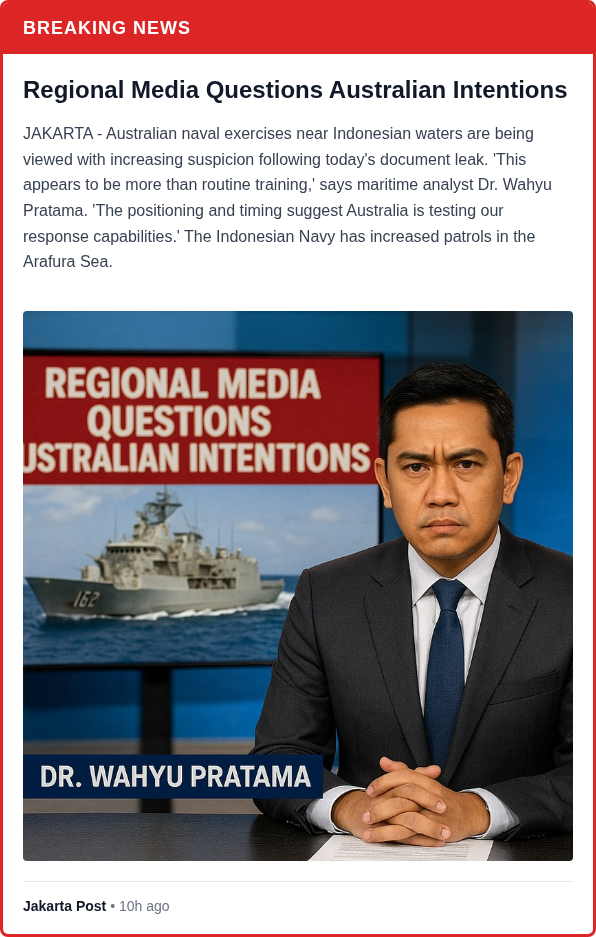 BREAKING NEWS
Regional Media Questions Australian Intentions
JAKARTA - Australian naval exercises near Indonesian waters are being
viewed with increasing suspicion following today's document leak. 'This
appears to be more than routine training,' says maritime analyst Dr. Wahyu
Pratama. 'The positioning and timing suggest Australia is testing our
response capabilities.' The Indonesian Navy has increased patrols in the
Arafura Sea.
REGIONAL MEDIA
QUESTIONS
USTRALIAN INTENTIONS
162
DR. WAHYU PRATAMA
Jakarta Post • 10h ago